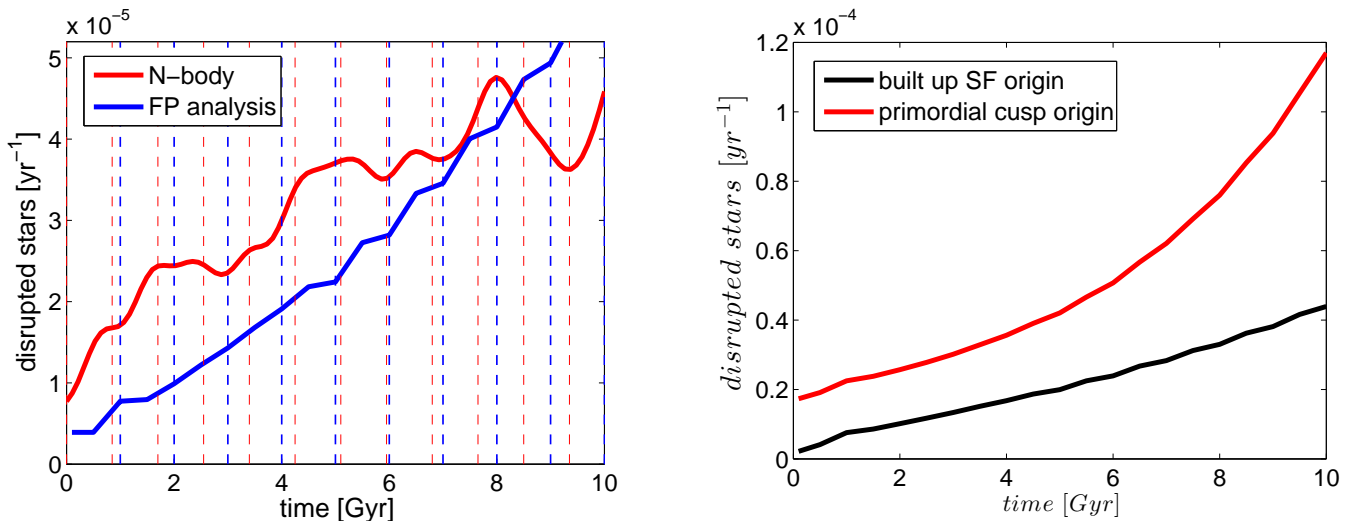 x 10⁻⁵
5
4
3
2
1
0
disrupted stars [yr⁻¹]
N−body
FP analysis
0 2 4 6 8 10
time [Gyr]
x 10⁻⁴
1.2
1
0.8
0.6
0.4
0.2
0
disrupted stars [yr⁻¹]
built up SF origin
primordial cusp origin
0 2 4 6 8 10
time [Gyr]